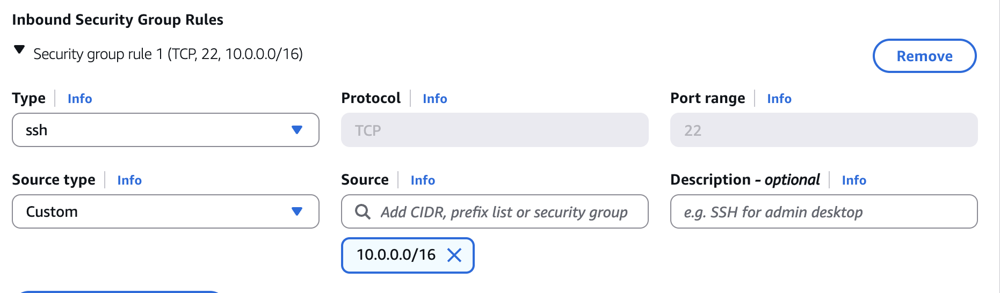 Inbound Security Group Rules
Security group rule 1 (TCP, 22, 10.0.0.0/16)
Remove
Type Info
Protocol Info
Port range Info
ssh
TCP
22
Source type Info
Source Info
Description - optional Info
Custom
Add CIDR, prefix list or security group
e.g. SSH for admin desktop
10.0.0.0/16